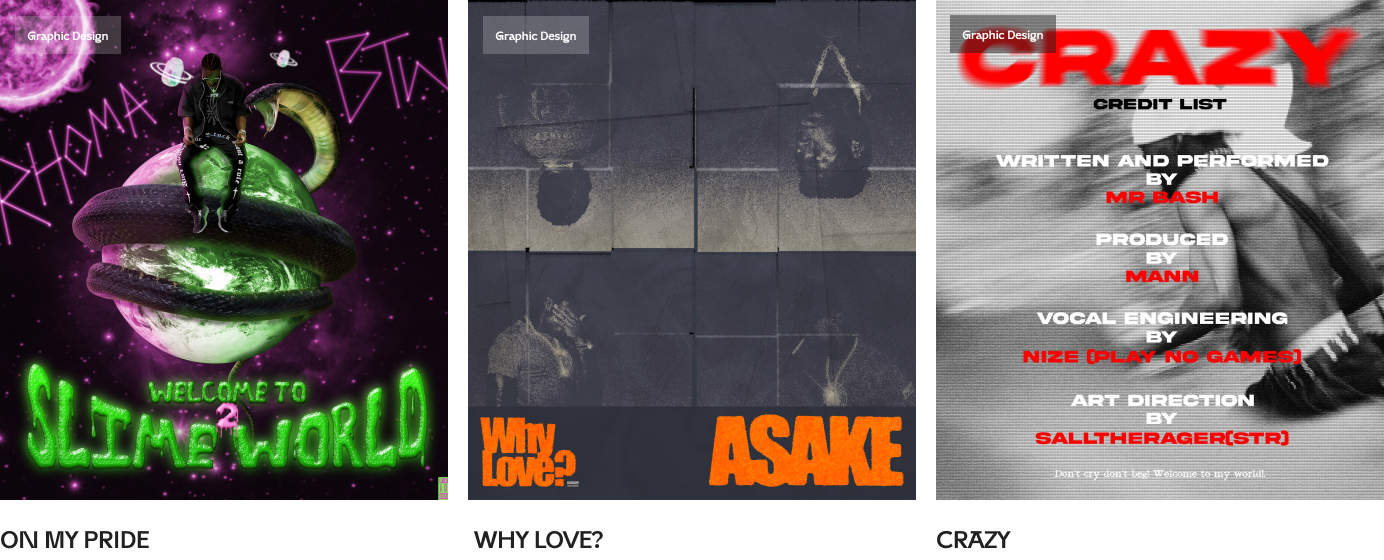 Graphic Design
RHOMA
BTW
WELCOME TO
2
SLIME WORLD
ON MY PRIDE
Graphic Design
Why
Love?
ASAKE
WHY LOVE?
Graphic Design
CRAZY
CREDIT LIST
WRITTEN AND PERFORMED
BY
MR BASH
PRODUCED
BY
MANN
VOCAL ENGINEERING
BY
NIZE (PLAY NO GAMES)
ART DIRECTION
BY
SALLTHERAGER(STR)
Don't cry don't beg! Welcome to my world!.
CRAZY